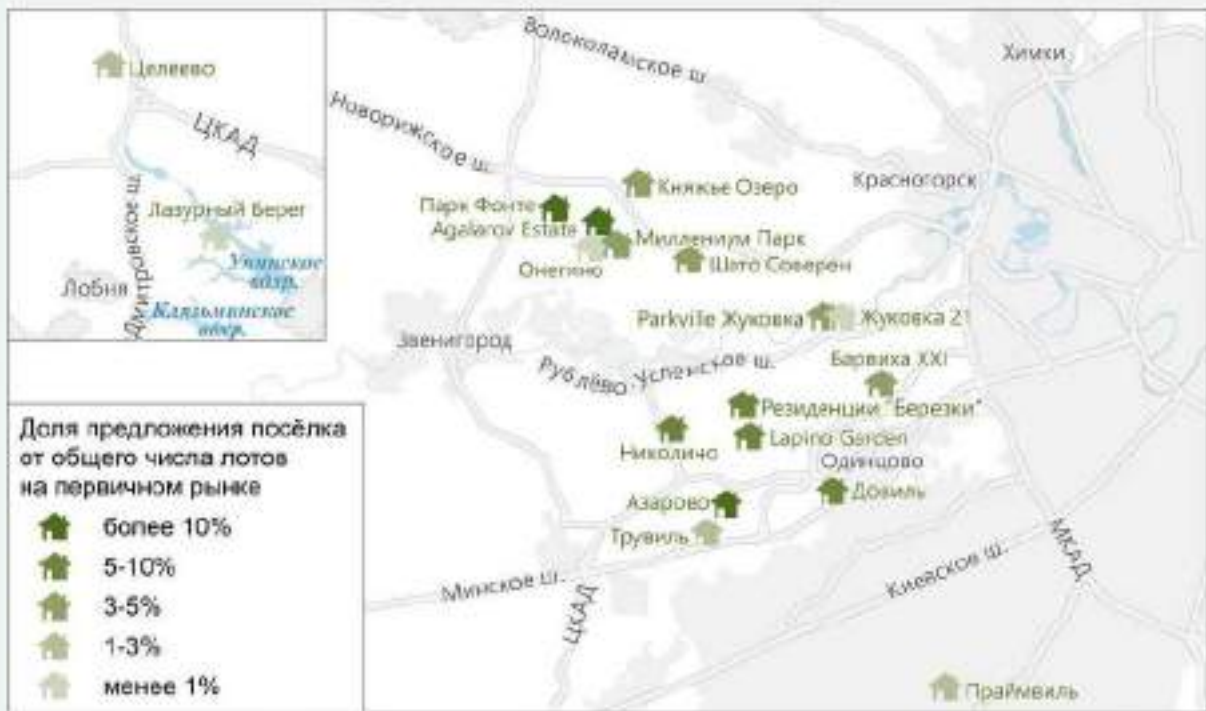 Целеево
ЦКАД
Дмитровское ш.
Лазурный Берег
Лобня
Клязьминское
вдхр.
Волоколамское ш.
Химки
Новорижское ш.
Княжье Озеро
Красногорск
Парк Фонте
Agalarov Estate
Миллениум Парк
Онегино
Шато Соверен
Parkville Жуковка
Жуковка 21
Звенигород
Рублёво-Успенское ш.
Барвиха XXI
Резиденции "Березки"
Николино
Lapino Garden
Одинцово
Азарово
Довиль
Трувиль
Минское ш.
ЦКАД
Киевское ш.
МКАД
Праймвиль
Доля предложения посёлка
от общего числа лотов
на первичном рынке
более 10%
5-10%
3-5%
1-3%
менее 1%